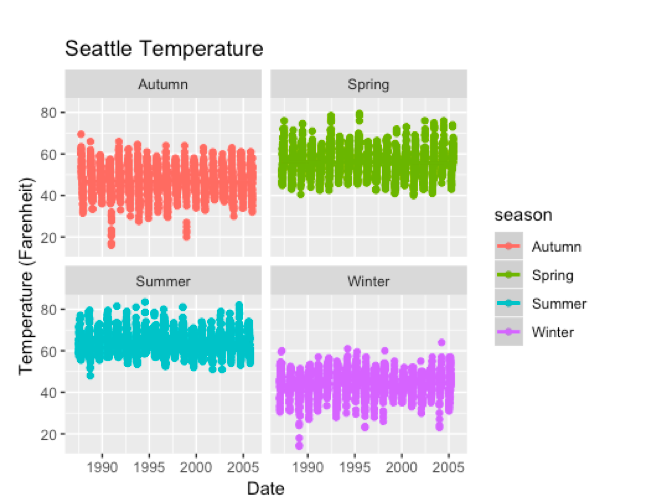 Seattle Temperature
Autumn
Spring
80
60
40
20
Summer
Winter
80
60
40
20
1990 1995 2000 2005
1990 1995 2000 2005
Date
Temperature (Farenheit)
season
Autumn
Spring
Summer
Winter